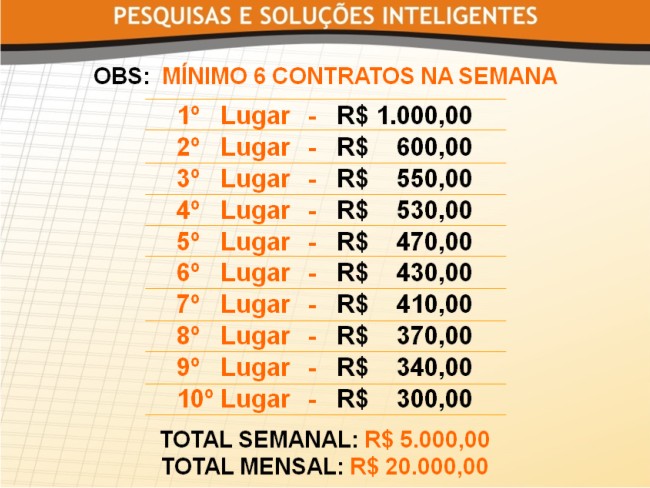 PESQUISAS E SOLUÇÕES INTELIGENTES
OBS: MÍNIMO 6 CONTRATOS NA SEMANA
1º Lugar - R$ 1.000,00
2º Lugar - R$ 600,00
3º Lugar - R$ 550,00
4º Lugar - R$ 530,00
5º Lugar - R$ 470,00
6º Lugar - R$ 430,00
7º Lugar - R$ 410,00
8º Lugar - R$ 370,00
9º Lugar - R$ 340,00
10º Lugar - R$ 300,00
TOTAL SEMANAL: R$ 5.000,00
TOTAL MENSAL: R$ 20.000,00